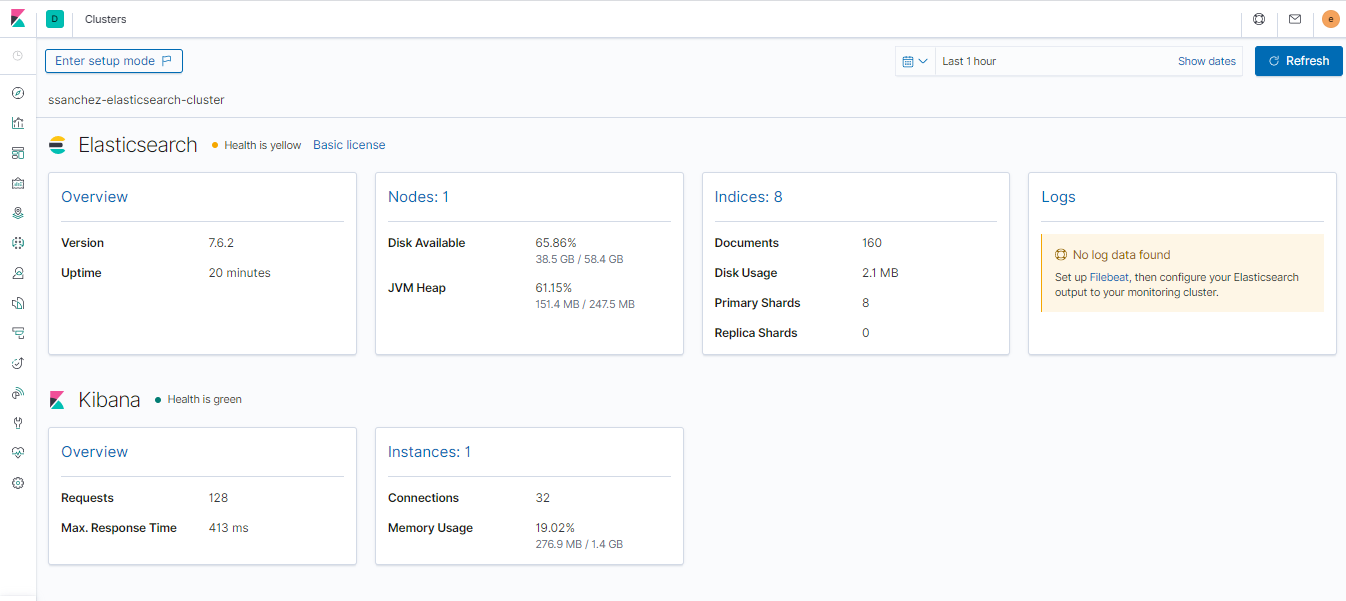 D
Clusters
e
Enter setup mode
Last 1 hour
Show dates
Refresh
ssanchez-elasticsearch-cluster
Elasticsearch
Health is yellow
Basic license
Overview
Version 7.6.2
Uptime 20 minutes
Nodes: 1
Disk Available 65.86%
38.5 GB / 58.4 GB
JVM Heap 61.15%
151.4 MB / 247.5 MB
Indices: 8
Documents 160
Disk Usage 2.1 MB
Primary Shards 8
Replica Shards 0
Logs
No log data found
Set up Filebeat, then configure your Elasticsearch
output to your monitoring cluster.
Kibana
Health is green
Overview
Requests 128
Max. Response Time 413 ms
Instances: 1
Connections 32
Memory Usage 19.02%
276.9 MB / 1.4 GB